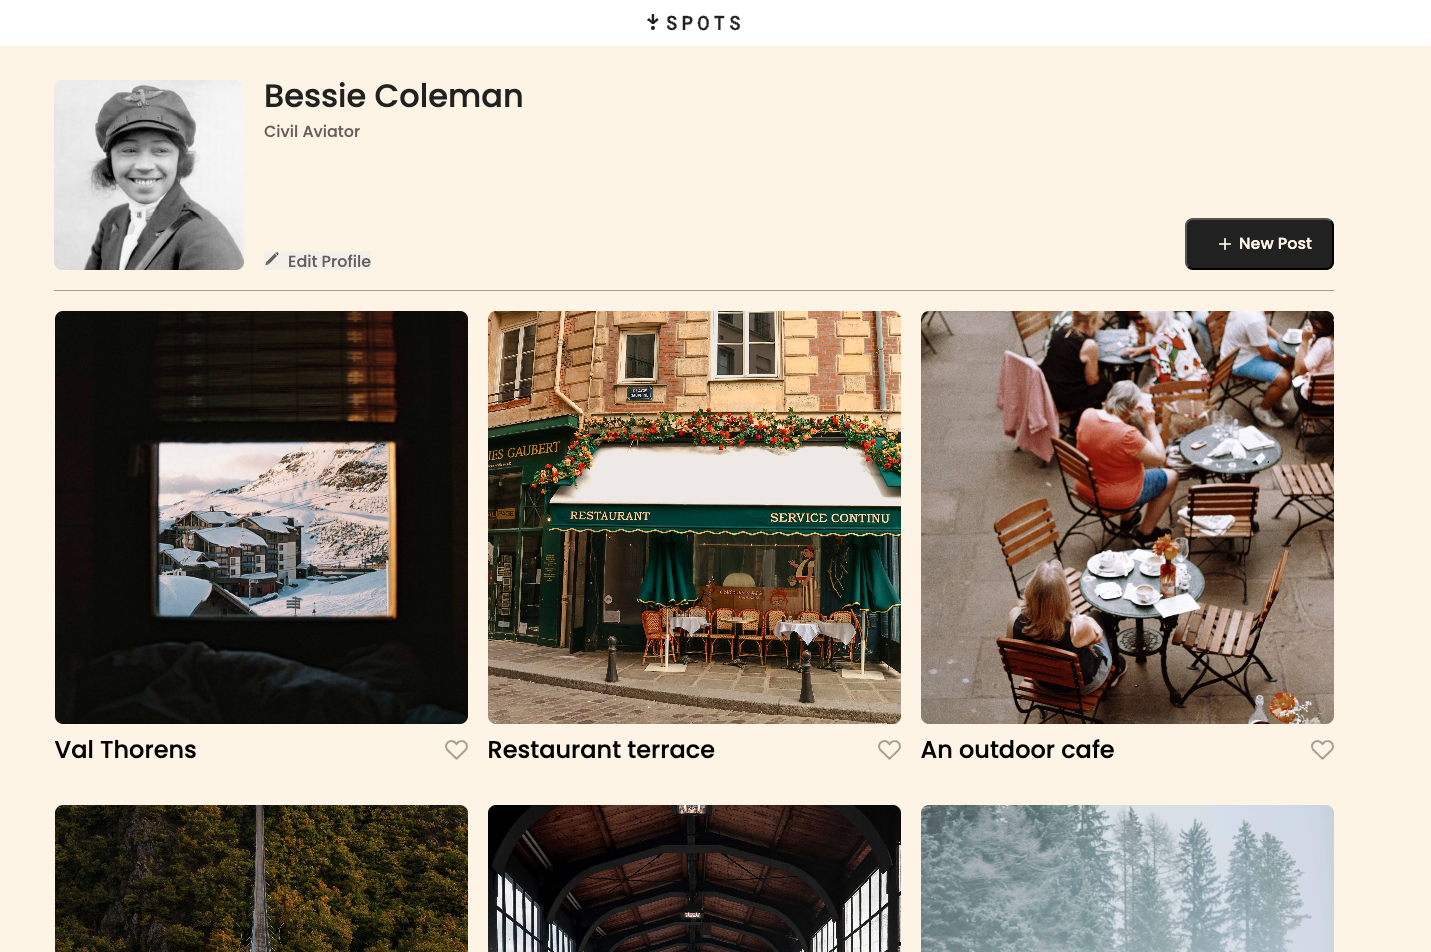 SPOTS
Bessie Coleman
Civil Aviator
Edit Profile
New Post
GAUBERT
RESTAURANT
SERVICE CONTINU
Val Thorens
Restaurant terrace
An outdoor cafe